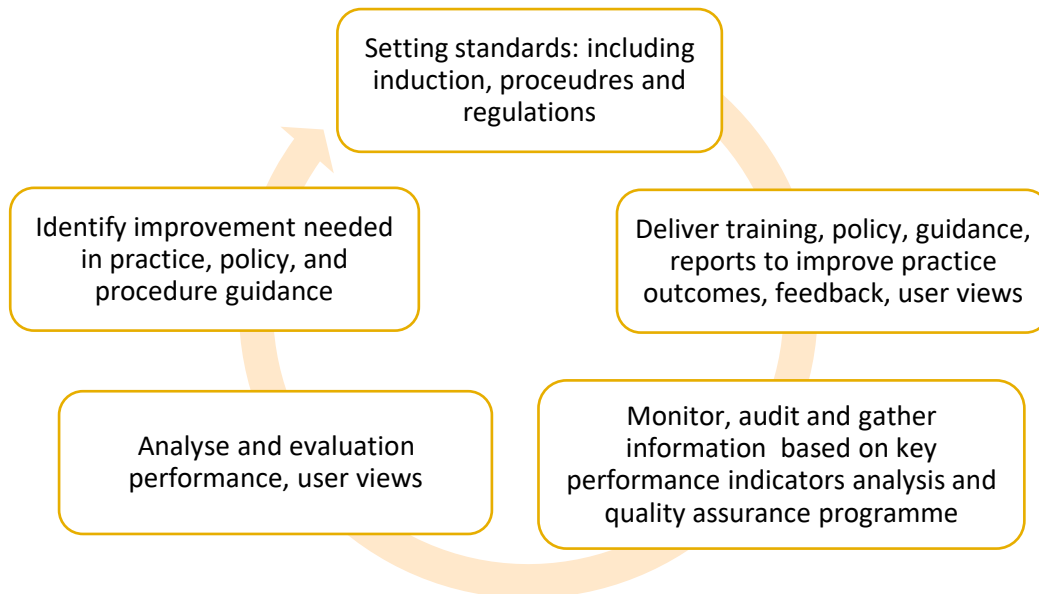 Setting standards: including
induction, proceudres and
regulations
Deliver training, policy, guidance,
reports to improve practice
outcomes, feedback, user views
Monitor, audit and gather
information based on key
performance indicators analysis and
quality assurance programme
Analyse and evaluation
performance, user views
Identify improvement needed
in practice, policy, and
procedure guidance